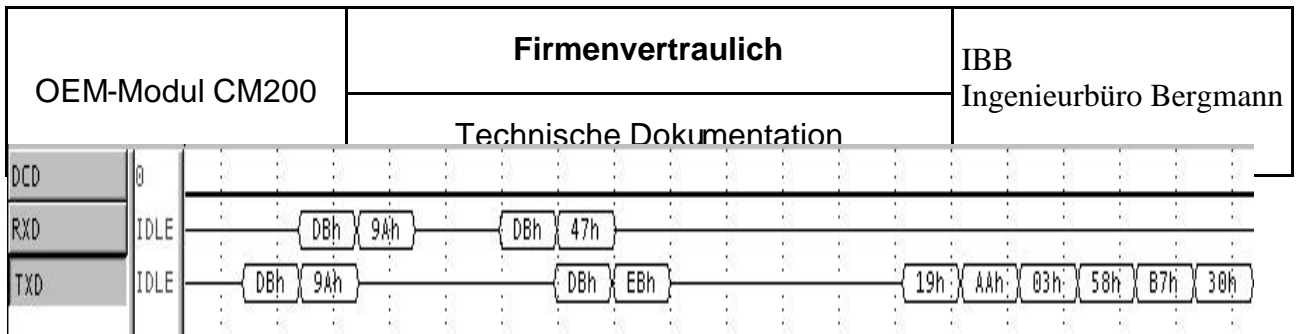 OEM-Modul CM200
Firmenvertraulich
Technische Dokumentation
IBB
Ingenieurbüro Bergmann
DCD 0
RXD IDLE DBh 9Ah DBh 47h
TXD IDLE DBh 9Ah DBh EBh 19h AAh 03h 58h B7h 30h